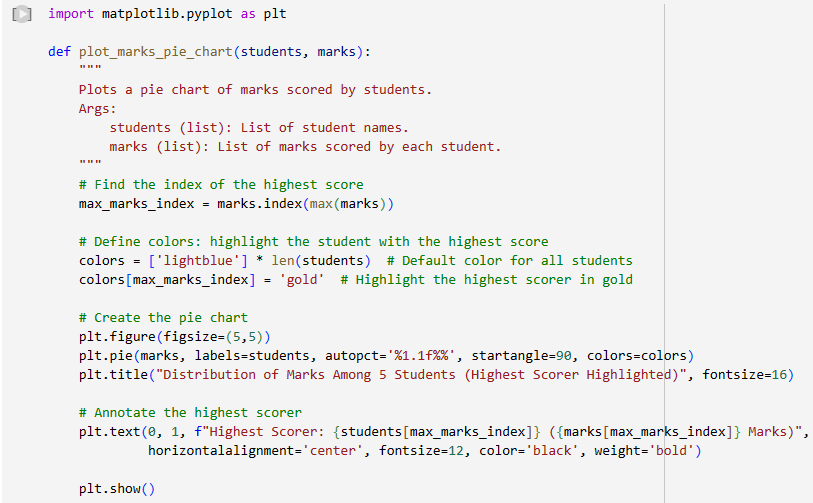 import matplotlib.pyplot as plt
def plot_marks_pie_chart(students, marks):
"""
Plots a pie chart of marks scored by students.
Args:
students (list): List of student names.
marks (list): List of marks scored by each student.
"""
# Find the index of the highest score
max_marks_index = marks.index(max(marks))
# Define colors: highlight the student with the highest score
colors = ['lightblue'] * len(students)  # Default color for all students
colors[max_marks_index] = 'gold'  # Highlight the highest scorer in gold
# Create the pie chart
plt.figure(figsize=(5,5))
plt.pie(marks, labels=students, autopct='%1.1f%%', startangle=90, colors=colors)
plt.title("Distribution of Marks Among 5 Students (Highest Scorer Highlighted)", fontsize=16)
# Annotate the highest scorer
plt.text(0, 1, f"Highest Scorer: {students[max_marks_index]} ({marks[max_marks_index]} Marks)",
horizontalalignment='center', fontsize=12, color='black', weight='bold')
plt.show()